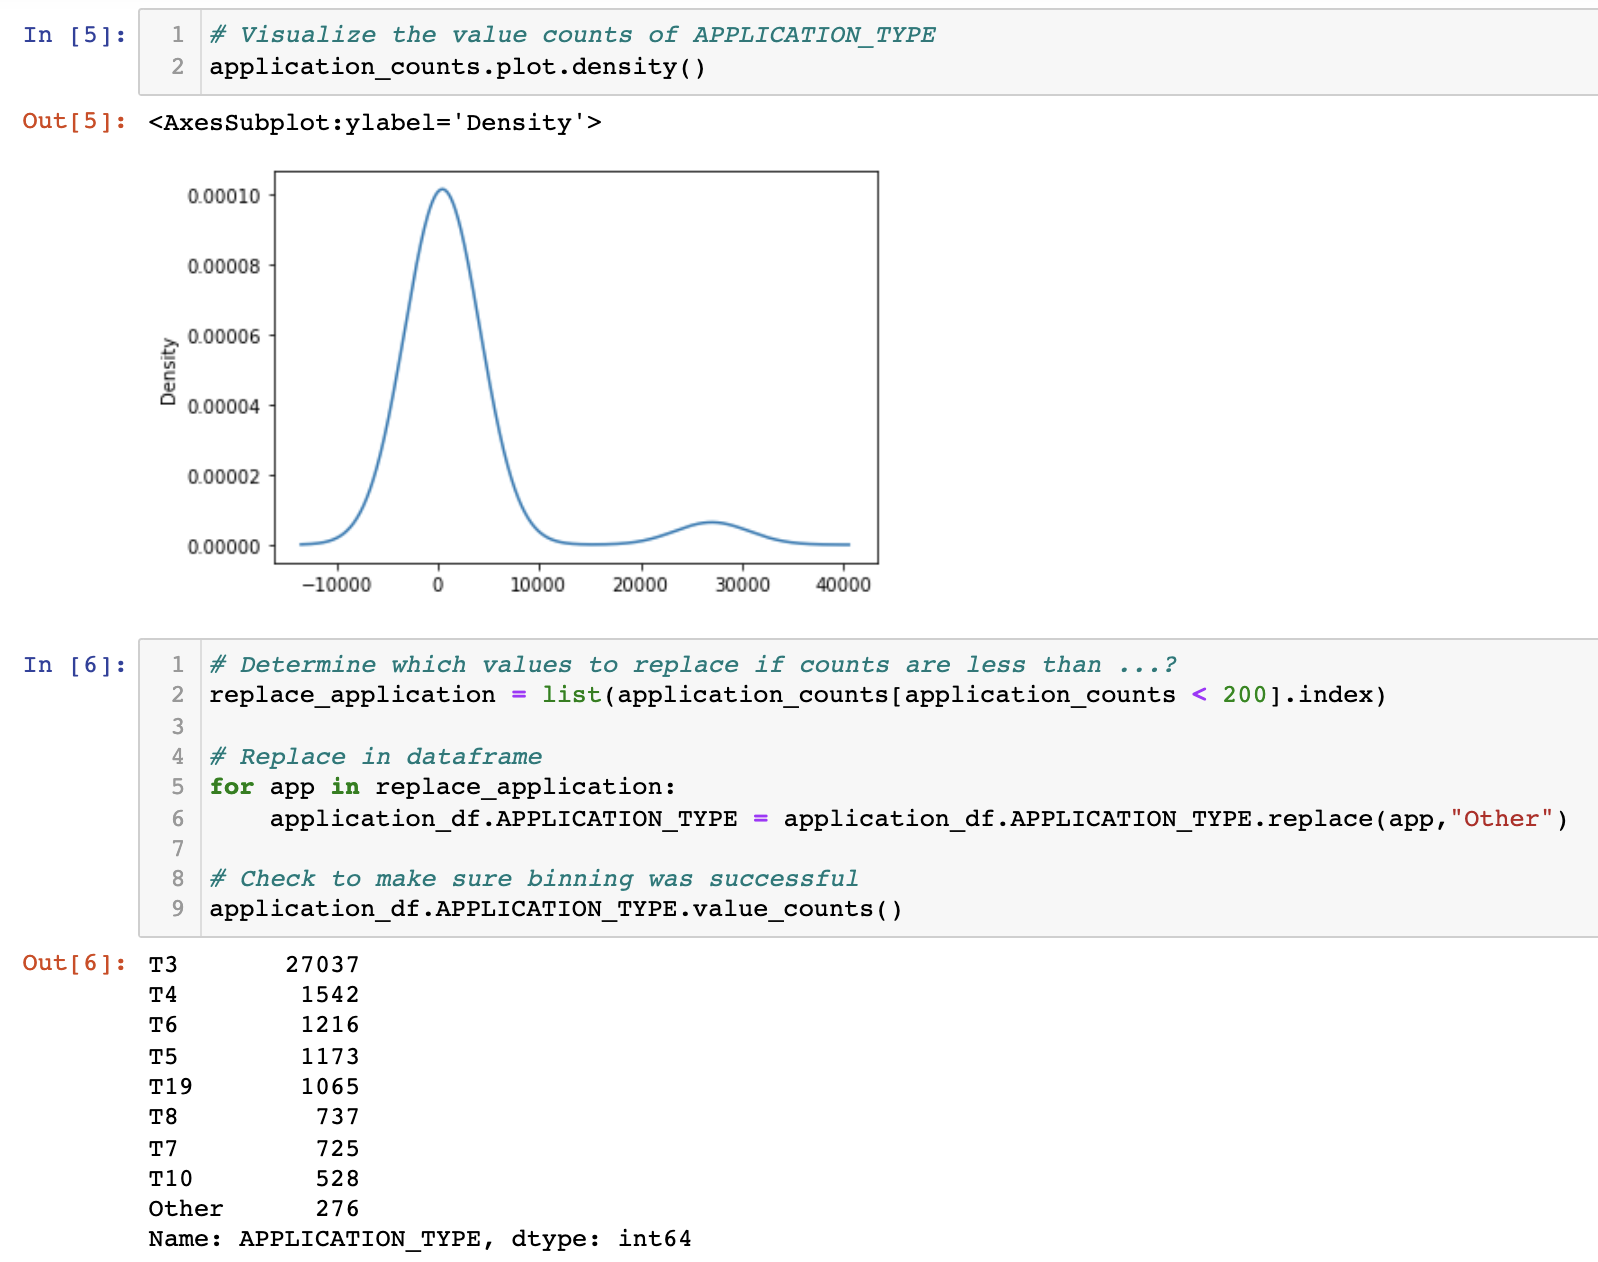 In [5]:
1 # Visualize the value counts of APPLICATION_TYPE
2 application_counts.plot.density()
Out[5]: <AxesSubplot:ylabel='Density'>
0.00010
0.00008
0.00006
0.00004
0.00002
0.00000
Density
−10000 0 10000 20000 30000 40000
In [6]:
1 # Determine which values to replace if counts are less than ...?
2 replace_application = list(application_counts[application_counts < 200].index)
3
4 # Replace in dataframe
5 for app in replace_application:
6     application_df.APPLICATION_TYPE = application_df.APPLICATION_TYPE.replace(app,"Other")
7
8 # Check to make sure binning was successful
9 application_df.APPLICATION_TYPE.value_counts()
Out[6]: T3 27037
T4 1542
T6 1216
T5 1173
T19 1065
T8 737
T7 725
T10 528
Other 276
Name: APPLICATION_TYPE, dtype: int64